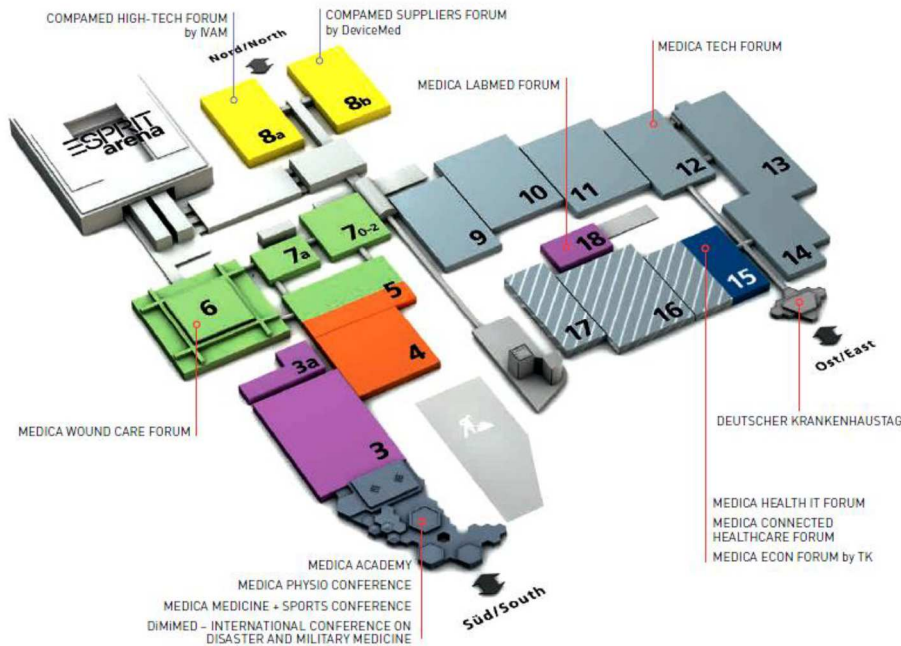 COMPAMED HIGH-TECH FORUM
by IVAM
COMPAMED SUPPLIERS FORUM
by DeviceMed
Nord/North
MEDICA TECH FORUM
MEDICA LABMED FORUM
ESPRIT
arena
8a
8b
9
10
11
12
13
14
15
16
17
18
7a
70-2
6
5
4
3a
3
Ost/East
MEDICA WOUND CARE FORUM
DEUTSCHER KRANKENHAUSTAG
MEDICA HEALTH IT FORUM
MEDICA CONNECTED
HEALTHCARE FORUM
MEDICA ECON FORUM by TK
MEDICA ACADEMY
MEDICA PHYSIO CONFERENCE
MEDICA MEDICINE + SPORTS CONFERENCE
DiMiMED – INTERNATIONAL CONFERENCE ON
DISASTER AND MILITARY MEDICINE
Süd/South